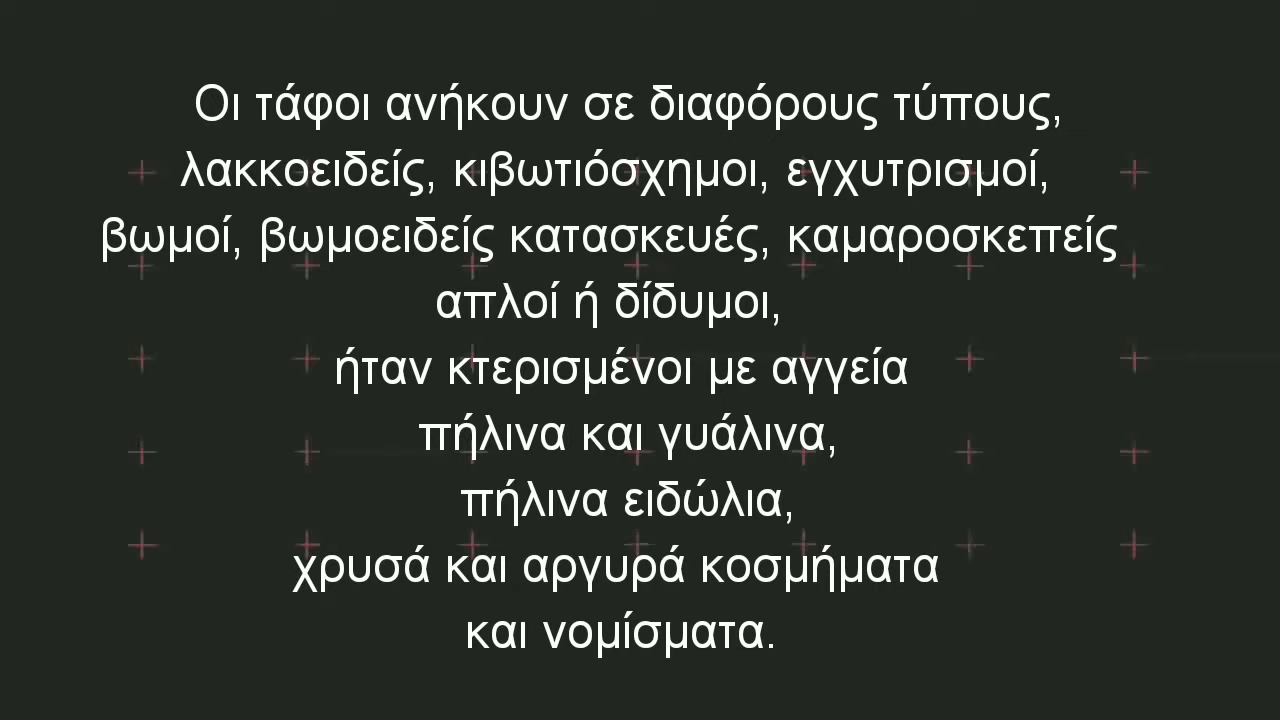 Οι τάφοι ανήκουν σε διαφόρους τύπους,
λακκοειδείς, κιβωτιόσχημοι, εγχυτρισμοί,
βωμοί, βωμοειδείς κατασκευές, καμαροσκεπείς
απλοί ή δίδυμοι,
ήταν κτερισμένοι με αγγεία
πήλινα και γυάλινα,
πήλινα ειδώλια,
χρυσά και αργυρά κοσμήματα
και νομίσματα.